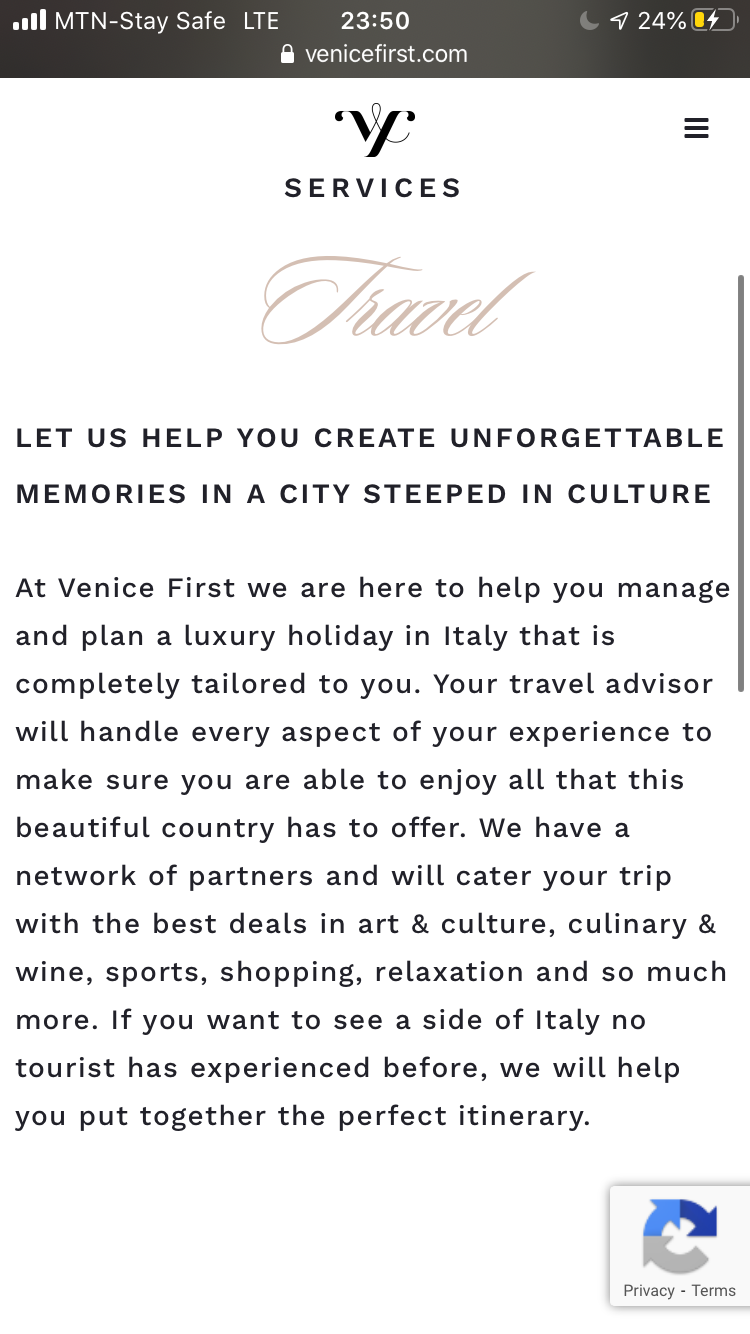 MTN-Stay Safe LTE 23:50 24%
venicefirst.com
SERVICES
Travel
LET US HELP YOU CREATE UNFORGETTABLE
MEMORIES IN A CITY STEEPED IN CULTURE
At Venice First we are here to help you manage
and plan a luxury holiday in Italy that is
completely tailored to you. Your travel advisor
will handle every aspect of your experience to
make sure you are able to enjoy all that this
beautiful country has to offer. We have a
network of partners and will cater your trip
with the best deals in art & culture, culinary &
wine, sports, shopping, relaxation and so much
more. If you want to see a side of Italy no
tourist has experienced before, we will help
you put together the perfect itinerary.
Privacy - Terms